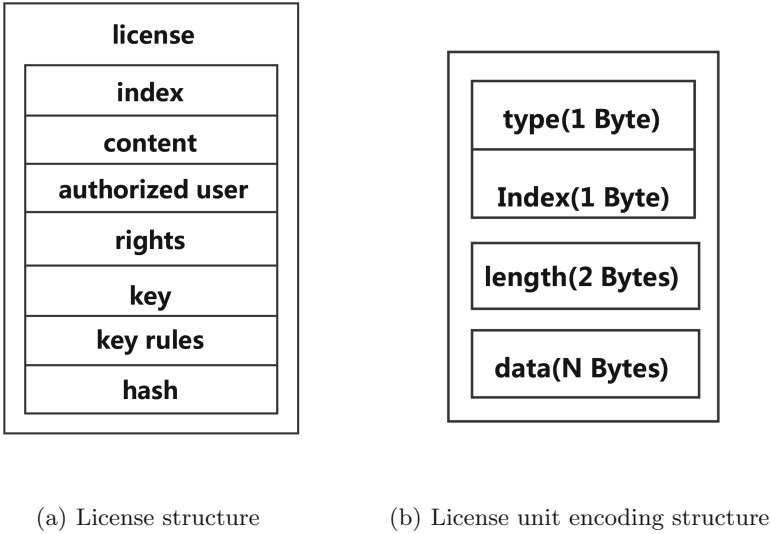 license
index
content
authorized user
rights
key
key rules
hash
type(1 Byte)
Index(1 Byte)
length(2 Bytes)
data(N Bytes)
(a) License structure
(b) License unit encoding structure